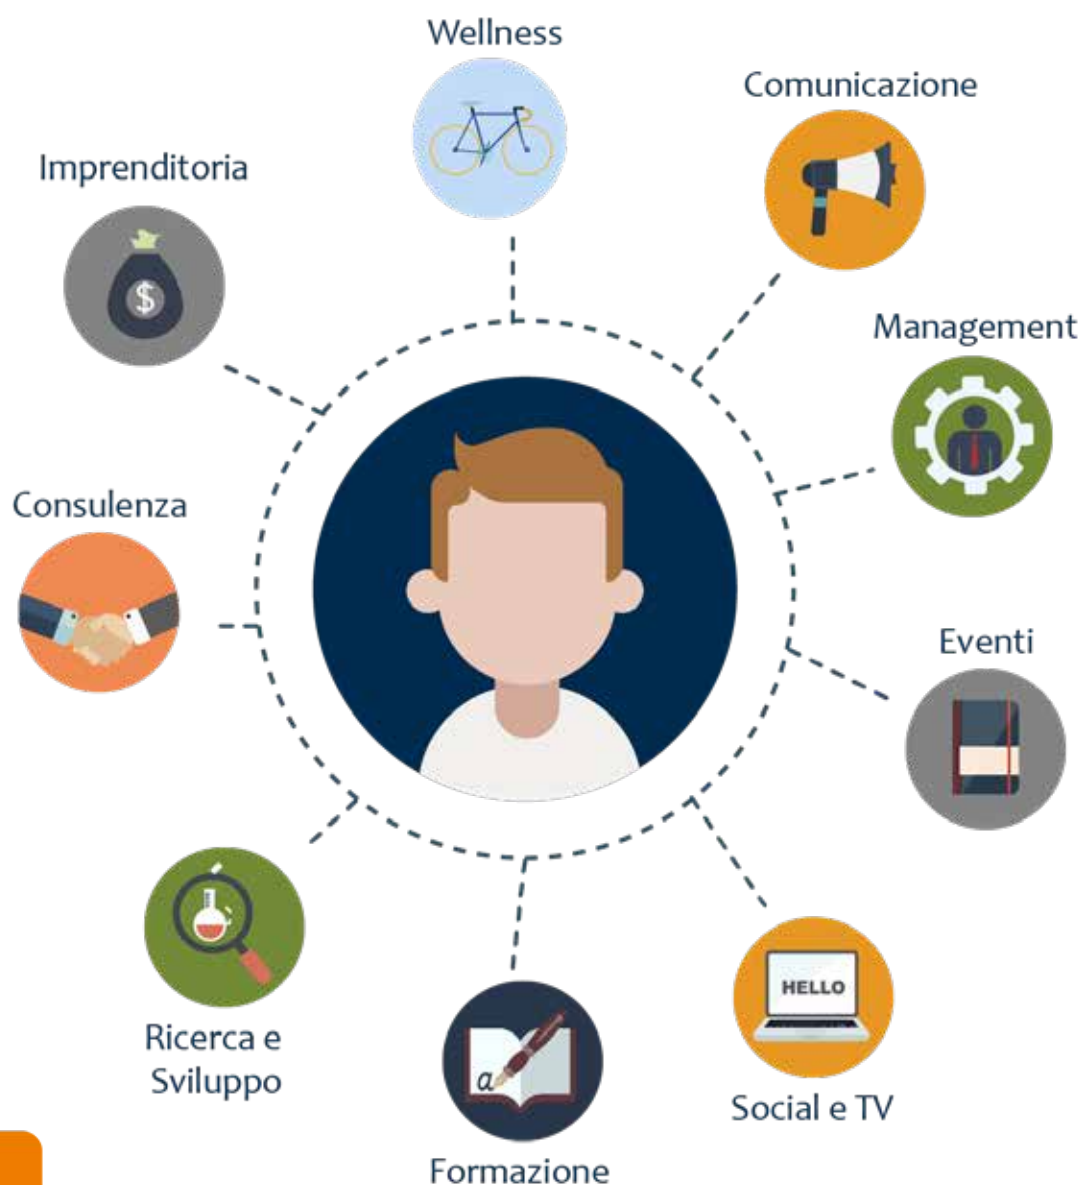 Wellness
Comunicazione
Imprenditoria
$
Management
Consulenza
Eventi
HELLO
Ricerca e
Sviluppo
a
Social e TV
Formazione